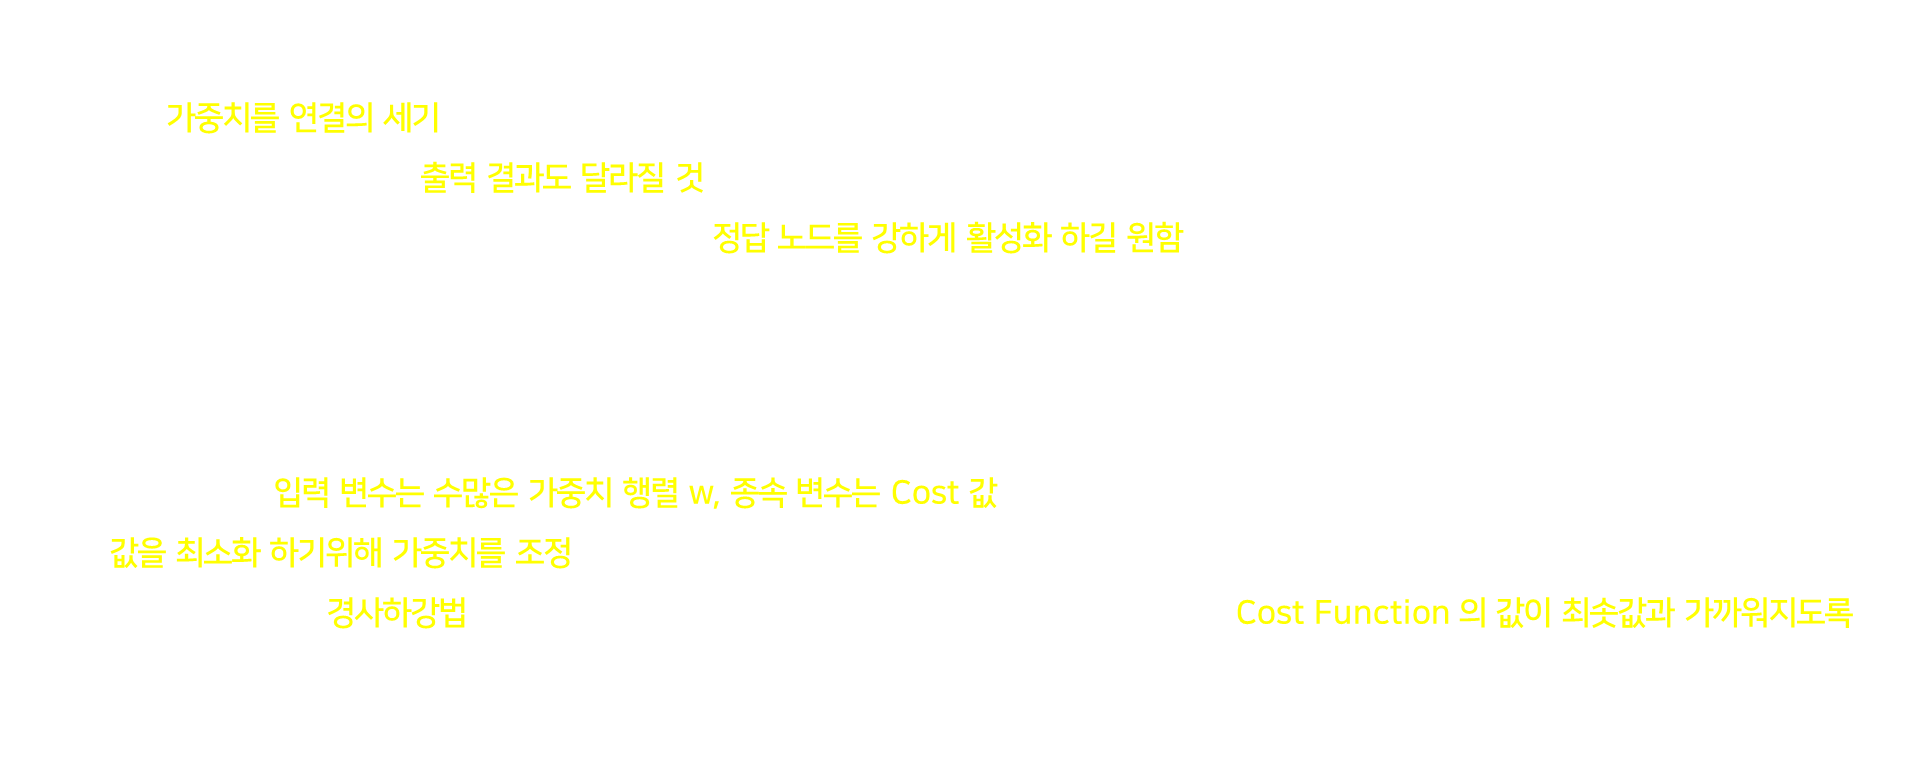 가중치를 연결의 세기
출력 결과도 달라질 것
정답 노드를 강하게 활성화 하길 원함
입력 변수는 수많은 가중치 행렬 w, 종속 변수는 Cost 값
값을 최소화 하기위해 가중치를 조정
경사하강법 Cost Function 의 값이 최솟값과 가까워지도록